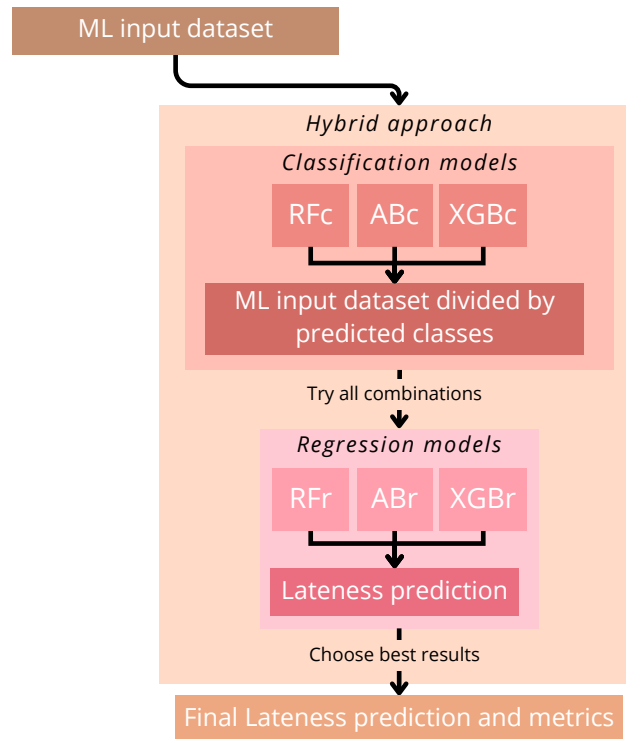 ML input dataset
Hybrid approach
Classification models
RFc ABc XGBc
ML input dataset divided by
predicted classes
Try all combinations
Regression models
RFr ABr XGBr
Lateness prediction
Choose best results
Final Lateness prediction and metrics